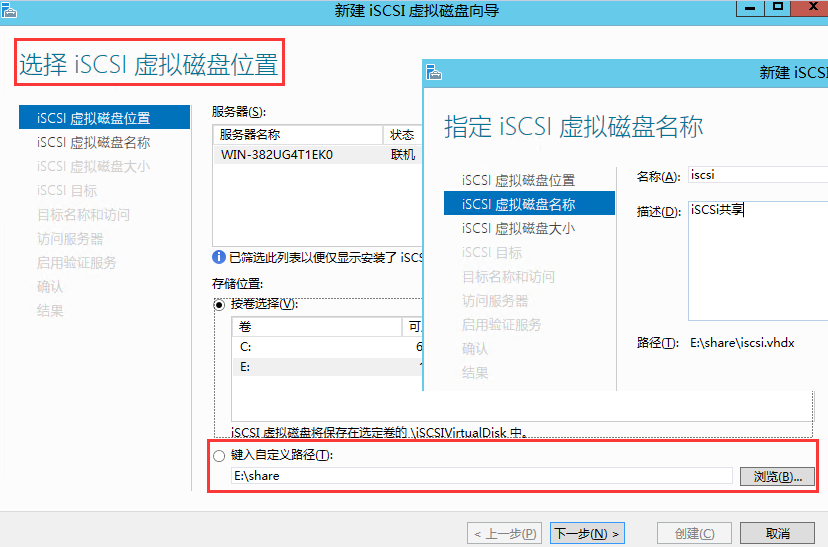 新建 iSCSI 虚拟磁盘向导
选择 iSCSI 虚拟磁盘位置
iSCSI 虚拟磁盘位置
iSCSI 虚拟磁盘名称
iSCSI 虚拟磁盘大小
iSCSI 目标
目标名称和访问
访问服务器
启用验证服务
确认
结果
服务器(S):
服务器名称 状态
WIN-382UG4T1EK0 联机
已筛选此列表以便仅显示安装了 iSCS
存储位置:
按卷选择(V):
卷 可
C: 6
E:
iSCSI 虚拟磁盘将保存在选定卷的 \iSCSIVirtualDisk 中。
键入自定义路径(T):
E:\share
浏览(B)...
< 上一步(P) 下一步(N) > 创建(C) 取消
新建 iSCSI
指定 iSCSI 虚拟磁盘名称
iSCSI 虚拟磁盘位置
iSCSI 虚拟磁盘名称
iSCSI 虚拟磁盘大小
iSCSI 目标
目标名称和访问
访问服务器
启用验证服务
确认
结果
名称(A): iscsi
描述(D): iSCSi共享
路径(T): E:\share\iscsi.vhdx